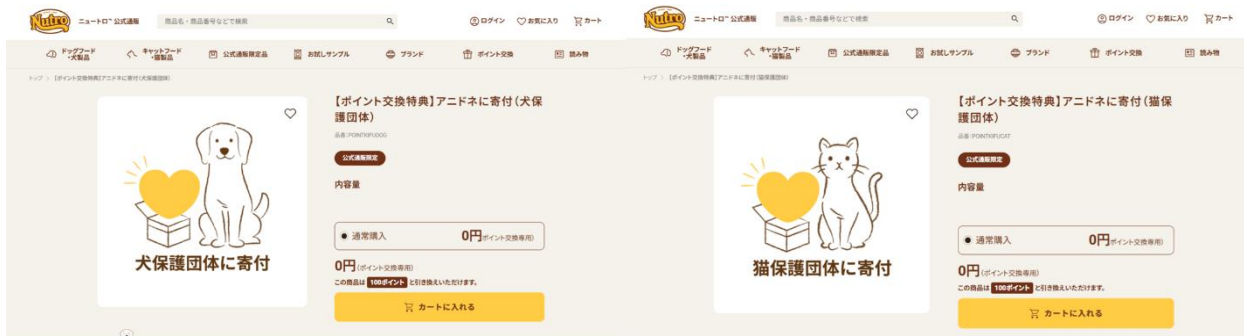 Nutro
ニュートロ™ 公式通販
商品名・商品番号などで検索
ログイン
お気に入り
カート
ドッグフード
・犬製品
キャットフード
・猫製品
公式通販限定品
お試しサンプル
ブランド
ポイント交換
読み物
トップ > 【ポイント交換特典】アニドネに寄付(犬保護団体)
犬保護団体に寄付
【ポイント交換特典】アニドネに寄付(犬保
護団体)
品番：POINTKIFUDOG
公式通販限定
内容量
通常購入
0円(ポイント交換専用)
0円(ポイント交換専用)
この商品は 100ポイント と引き換えいただけます。
カートに入れる
Nutro
ニュートロ™ 公式通販
商品名・商品番号などで検索
ログイン
お気に入り
カート
ドッグフード
・犬製品
キャットフード
・猫製品
公式通販限定品
お試しサンプル
ブランド
ポイント交換
読み物
トップ > 【ポイント交換特典】アニドネに寄付(猫保護団体)
猫保護団体に寄付
【ポイント交換特典】アニドネに寄付(猫保
護団体)
品番：POINTKIFUCAT
公式通販限定
内容量
通常購入
0円(ポイント交換専用)
0円(ポイント交換専用)
この商品は 100ポイント と引き換えいただけます。
カートに入れる